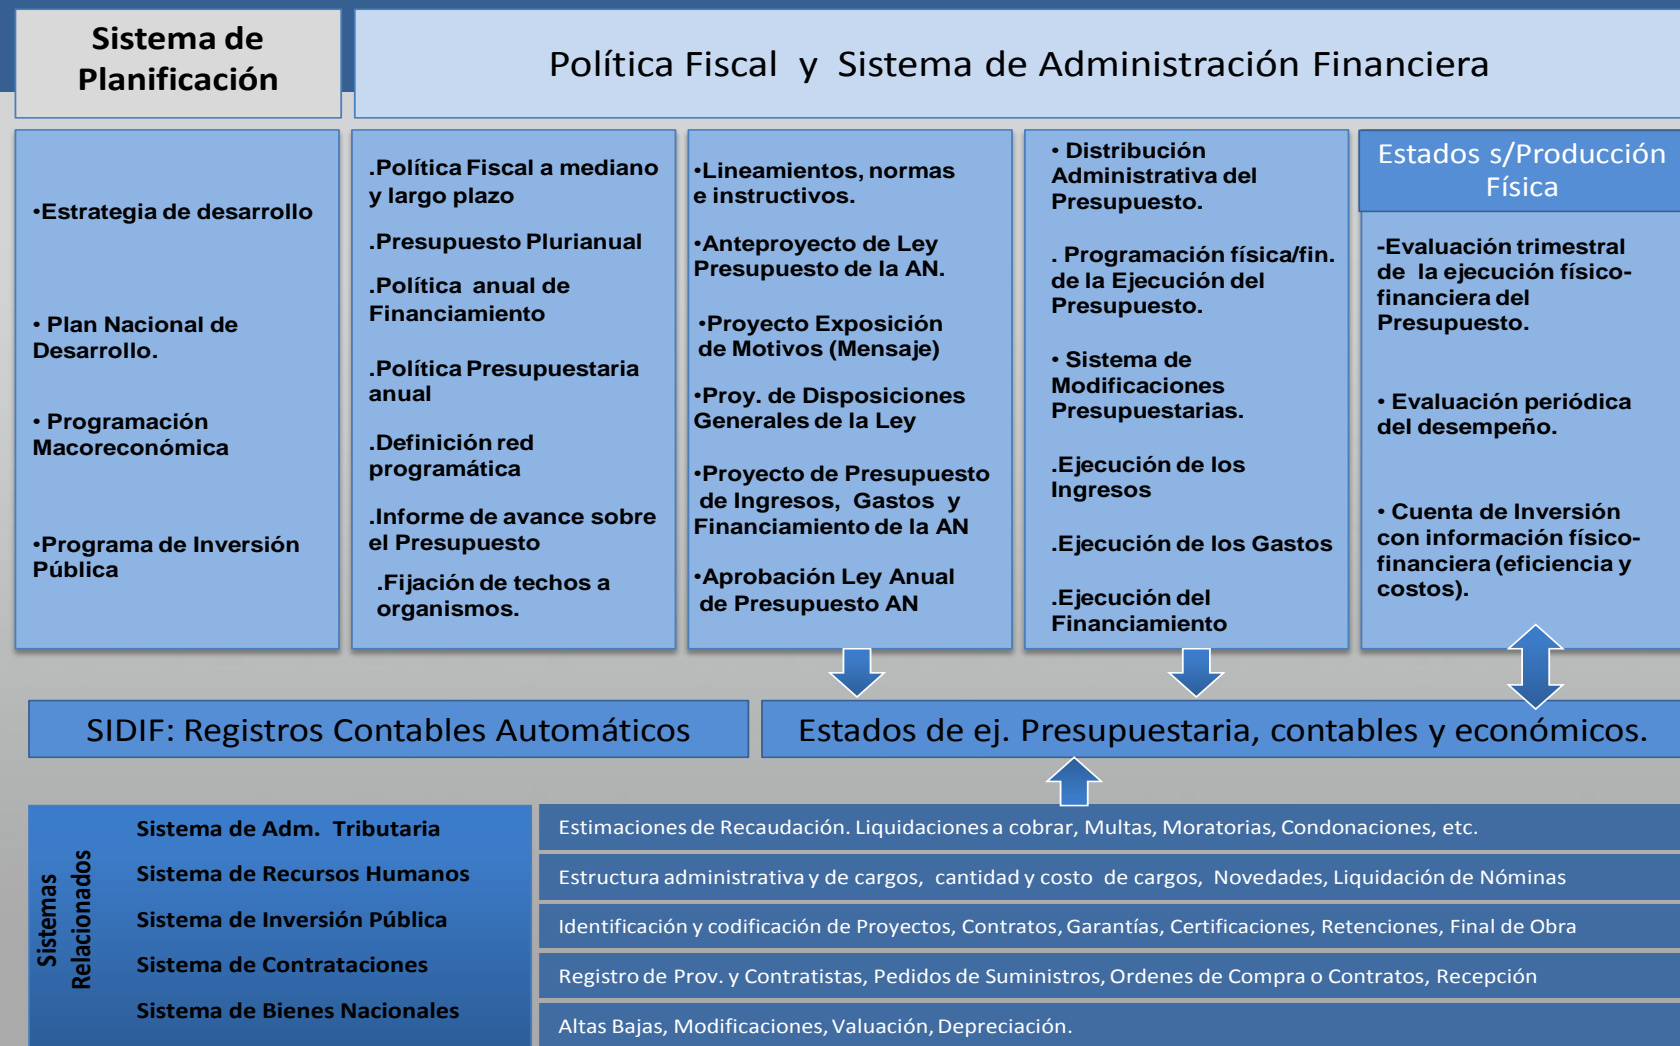 Sistema de
Planificación
Política Fiscal y Sistema de Administración Financiera
•Estrategia de desarrollo
• Plan Nacional de
Desarrollo.
• Programación
Macoreconómica
•Programa de Inversión
Pública
.Política Fiscal a mediano
y largo plazo
.Presupuesto Plurianual
.Política anual de
Financiamiento
.Política Presupuestaria
anual
.Definición red
programática
.Informe de avance sobre
el Presupuesto
.Fijación de techos a
organismos.
•Lineamientos, normas
e instructivos.
•Anteproyecto de Ley
Presupuesto de la AN.
•Proyecto Exposición
de Motivos (Mensaje)
•Proy. de Disposiciones
Generales de la Ley
•Proyecto de Presupuesto
de Ingresos, Gastos y
Financiamiento de la AN
•Aprobación Ley Anual
de Presupuesto AN
• Distribución
Administrativa del
Presupuesto.
. Programación física/fin.
de la Ejecución del
Presupuesto.
• Sistema de
Modificaciones
Presupuestarias.
.Ejecución de los
Ingresos
.Ejecución de los Gastos
.Ejecución del
Financiamiento
Estados s/Producción
Física
-Evaluación trimestral
de la ejecución físico-
financiera del
Presupuesto.
• Evaluación periódica
del desempeño.
• Cuenta de Inversión
con información físico-
financiera (eficiencia y
costos).
SIDIF: Registros Contables Automáticos
Estados de ej. Presupuestaria, contables y económicos.
Sistemas
Relacionados
Sistema de Adm. Tributaria
Estimaciones de Recaudación. Liquidaciones a cobrar, Multas, Moratorias, Condonaciones, etc.
Sistema de Recursos Humanos
Estructura administrativa y de cargos, cantidad y costo de cargos, Novedades, Liquidación de Nóminas
Sistema de Inversión Pública
Identificación y codificación de Proyectos, Contratos, Garantías, Certificaciones, Retenciones, Final de Obra
Sistema de Contrataciones
Registro de Prov. y Contratistas, Pedidos de Suministros, Ordenes de Compra o Contratos, Recepción
Sistema de Bienes Nacionales
Altas Bajas, Modificaciones, Valuación, Depreciación.